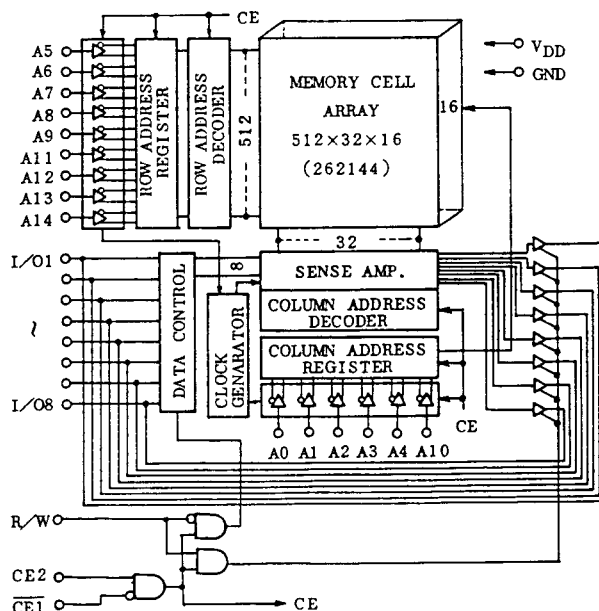 CE
A5
A6
A7
A8
A9
A11
A12
A13
A14
ROW ADDRESS
REGISTER
ROW ADDRESS
DECODER
512
MEMORY CELL
ARRAY
512×32×16
(262144)
16
VDD
GND
32
I/O1
~
I/O8
DATA CONTROL
8
CLOCK
GENARATOR
SENSE AMP.
COLUMN ADDRESS
DECODER
COLUMN ADDRESS
REGISTER
CE
A0
A1
A2
A3
A4
A10
R/W
CE2
CE1
CE